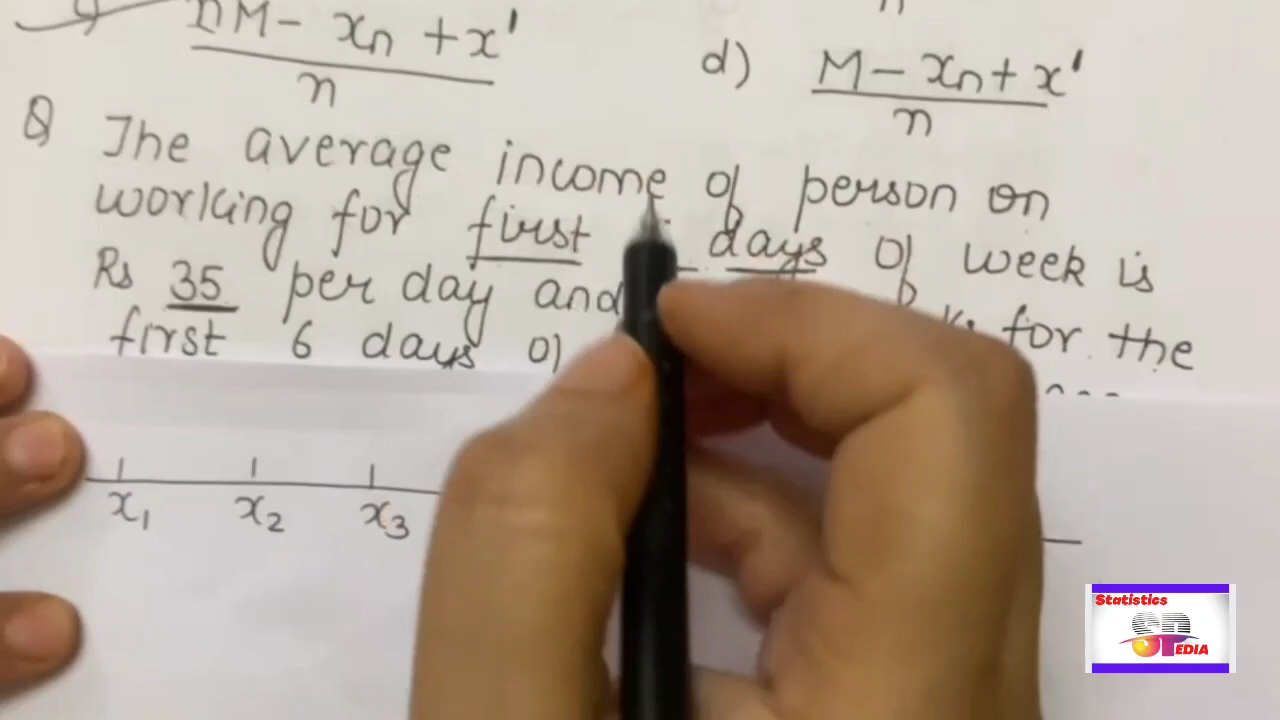 nM - xn + x'
n
n
d) M - xn + x'
n
Q The average income of person on
working for first days of week is
Rs 35 per day and
for the
first 6 days of
x1 x2 x3
Statistics
PEDIA